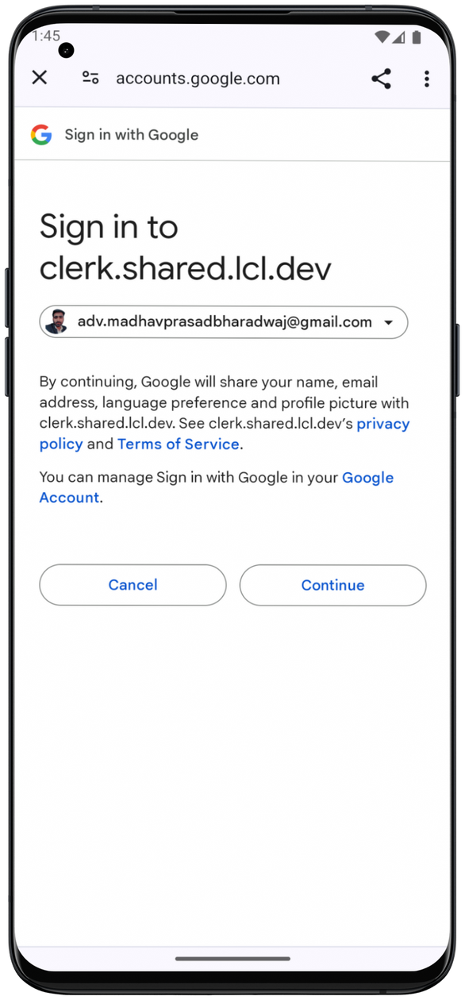 1:45
accounts.google.com
Sign in with Google
Sign in to
clerk.shared.lcl.dev
adv.madhavprasadbharadwaj@gmail.com
By continuing, Google will share your name, email
address, language preference and profile picture with
clerk.shared.lcl.dev. See clerk.shared.lcl.dev’s privacy
policy and Terms of Service.
You can manage Sign in with Google in your Google
Account.
Cancel
Continue